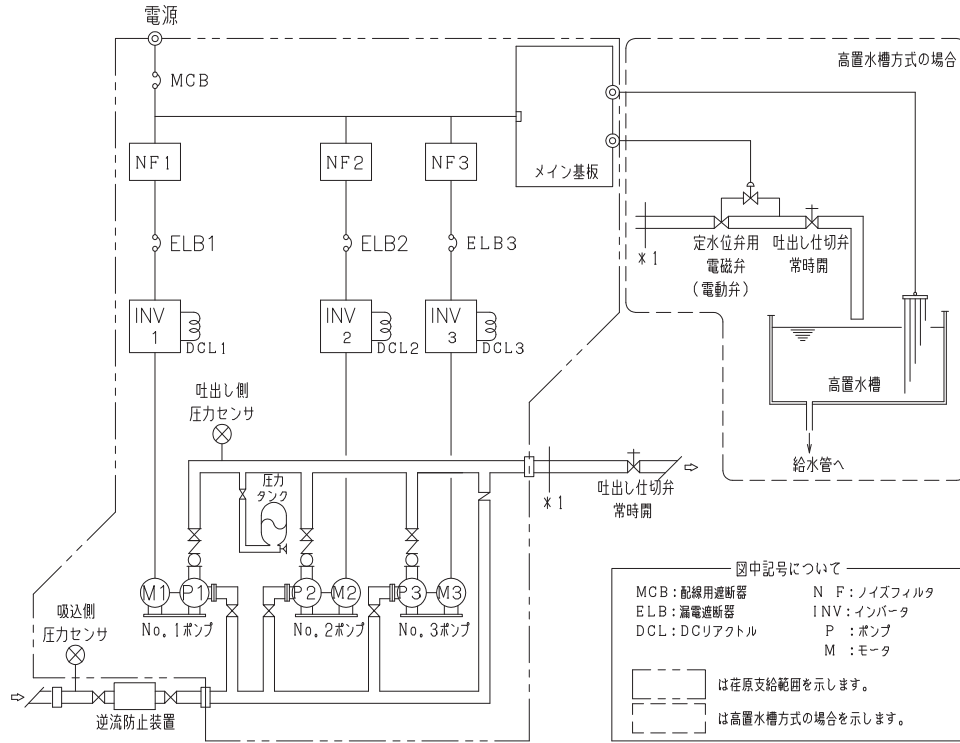 電源
MCB
高置水槽方式の場合
NF1
NF2
NF3
メイン基板
ELB1
ELB2
ELB3
*1
定水位弁用
電磁弁
(電動弁)
吐出し仕切弁
常時開
INV
1
DCL1
INV
2
DCL2
INV
3
DCL3
高置水槽
給水管へ
吐出し側
圧力センサ
圧力
タンク
*1
吐出し仕切弁
常時開
M1
P1
P2
M2
P3
M3
No.1ポンプ
No.2ポンプ
No.3ポンプ
吸込側
圧力センサ
逆流防止装置
図中記号について
MCB:配線用遮断器
NF:ノイズフィルタ
ELB:漏電遮断器
INV:インバータ
DCL:DCリアクトル
P:ポンプ
M:モータ
は荏原支給範囲を示します。
は高置水槽方式の場合を示します。